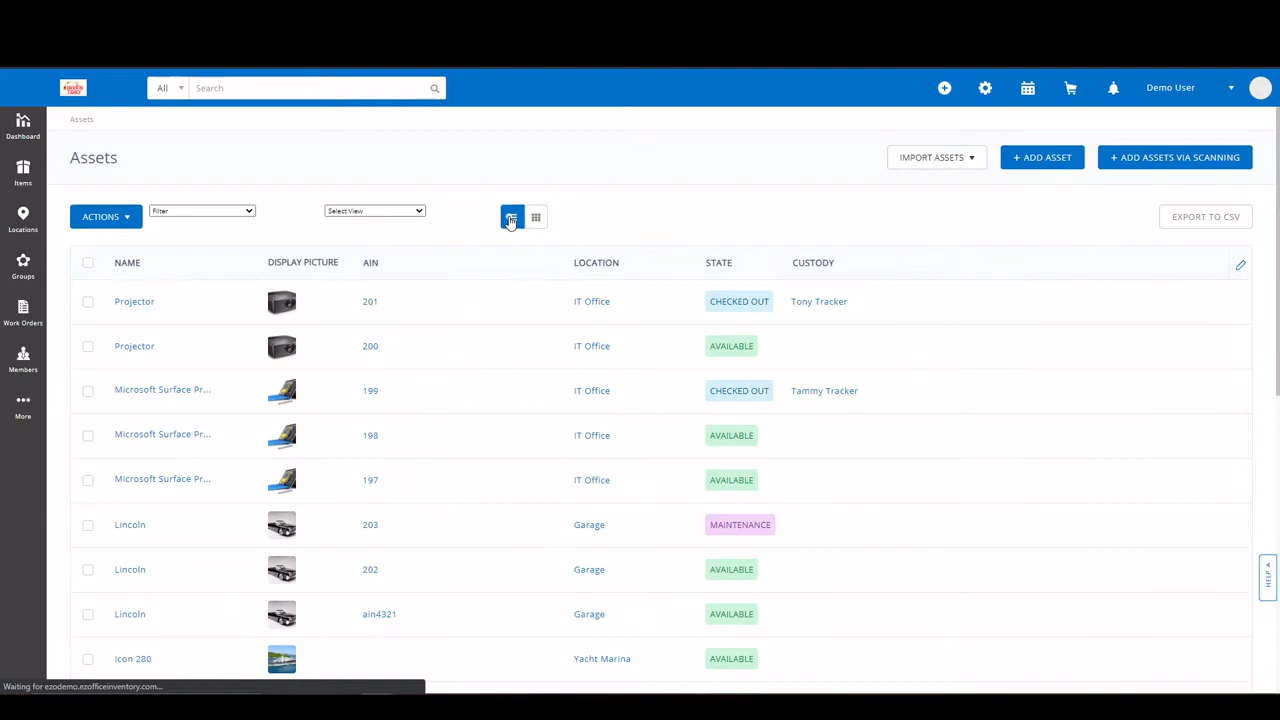 All
Search
Demo User
Dashboard
Items
Locations
Groups
Work Orders
Members
More
Assets
Assets
IMPORT ASSETS
+ ADD ASSET
+ ADD ASSETS VIA SCANNING
ACTIONS
Filter
Select View
EXPORT TO CSV
NAME DISPLAY PICTURE AIN LOCATION STATE CUSTODY
Projector 201 IT Office CHECKED OUT Tony Tracker
Projector 200 IT Office AVAILABLE
Microsoft Surface Pr... 199 IT Office CHECKED OUT Tammy Tracker
Microsoft Surface Pr... 198 IT Office AVAILABLE
Microsoft Surface Pr... 197 IT Office AVAILABLE
Lincoln 203 Garage MAINTENANCE
Lincoln 202 Garage AVAILABLE
Lincoln ain4321 Garage AVAILABLE
Icon 280 Yacht Marina AVAILABLE
HELP
Waiting for ezodemo.ezofficeinventory.com...